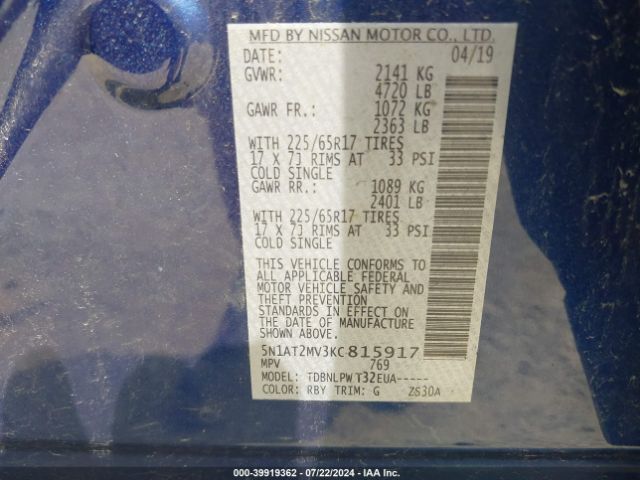 MFD BY NISSAN MOTOR CO., LTD.
DATE: 04/19
GVWR: 2141 KG
4720 LB
GAWR FR.: 1072 KG
2363 LB
WITH 225/65R17 TIRES
17 X 7J RIMS AT 33 PSI
COLD SINGLE
GAWR RR.: 1089 KG
2401 LB
WITH 225/65R17 TIRES
17 X 7J RIMS AT 33 PSI
COLD SINGLE
THIS VEHICLE CONFORMS TO
ALL APPLICABLE FEDERAL
MOTOR VEHICLE SAFETY AND
THEFT PREVENTION
STANDARDS IN EFFECT ON
THE DATE OF MANUFACTURE
SHOWN ABOVE.
5N1AT2MV3KC815917
MPV 769
MODEL: TDBNLPWT32EUA-----
COLOR: RBY TRIM: G ZS30A
000-39919362 - 07/22/2024 - IAA Inc.